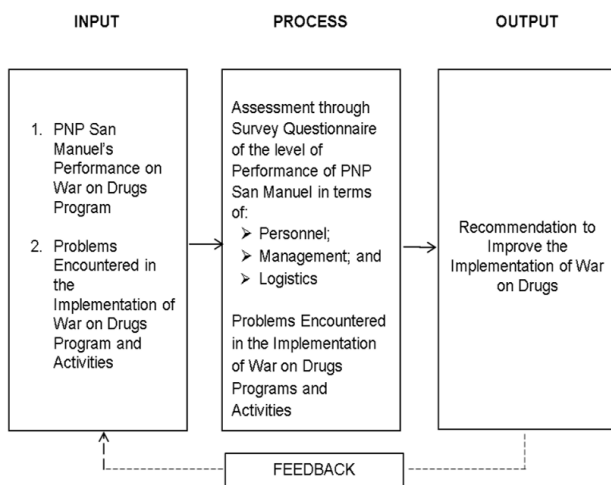 INPUT
PROCESS
OUTPUT
1. PNP San
Manuel's
Performance on
War on Drugs
Program
2. Problems
Encountered in
the
Implementation of
War on Drugs
Program and
Activities
Assessment through
Survey Questionnaire
of the level of
Performance of PNP
San Manuel in terms
of:
➢ Personnel;
➢ Management; and
➢ Logistics
Problems Encountered
in the Implementation
of War on Drugs
Programs and
Activities
Recommendation to
Improve the
Implementation of War
on Drugs
FEEDBACK